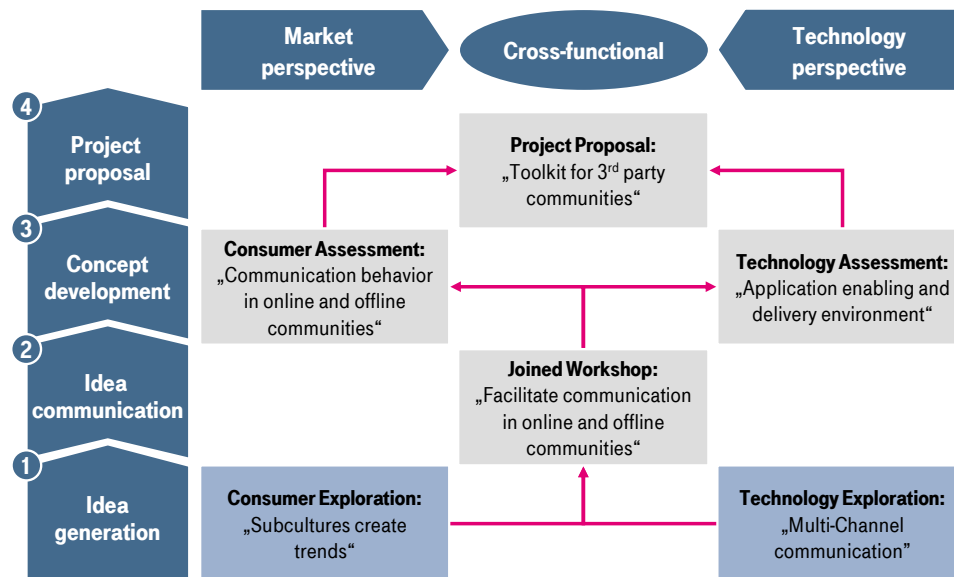 Market
perspective
Cross-functional
Technology
perspective
4
Project
proposal
Project Proposal:
„Toolkit for 3rd party
communities“
3
Concept
development
Consumer Assessment:
„Communication behavior
in online and offline
communities“
Technology Assessment:
„Application enabling and
delivery environment“
2
Idea
communication
Joined Workshop:
„Facilitate communication
in online and offline
communities“
1
Idea
generation
Consumer Exploration:
„Subcultures create
trends“
Technology Exploration:
„Multi-Channel
communication”